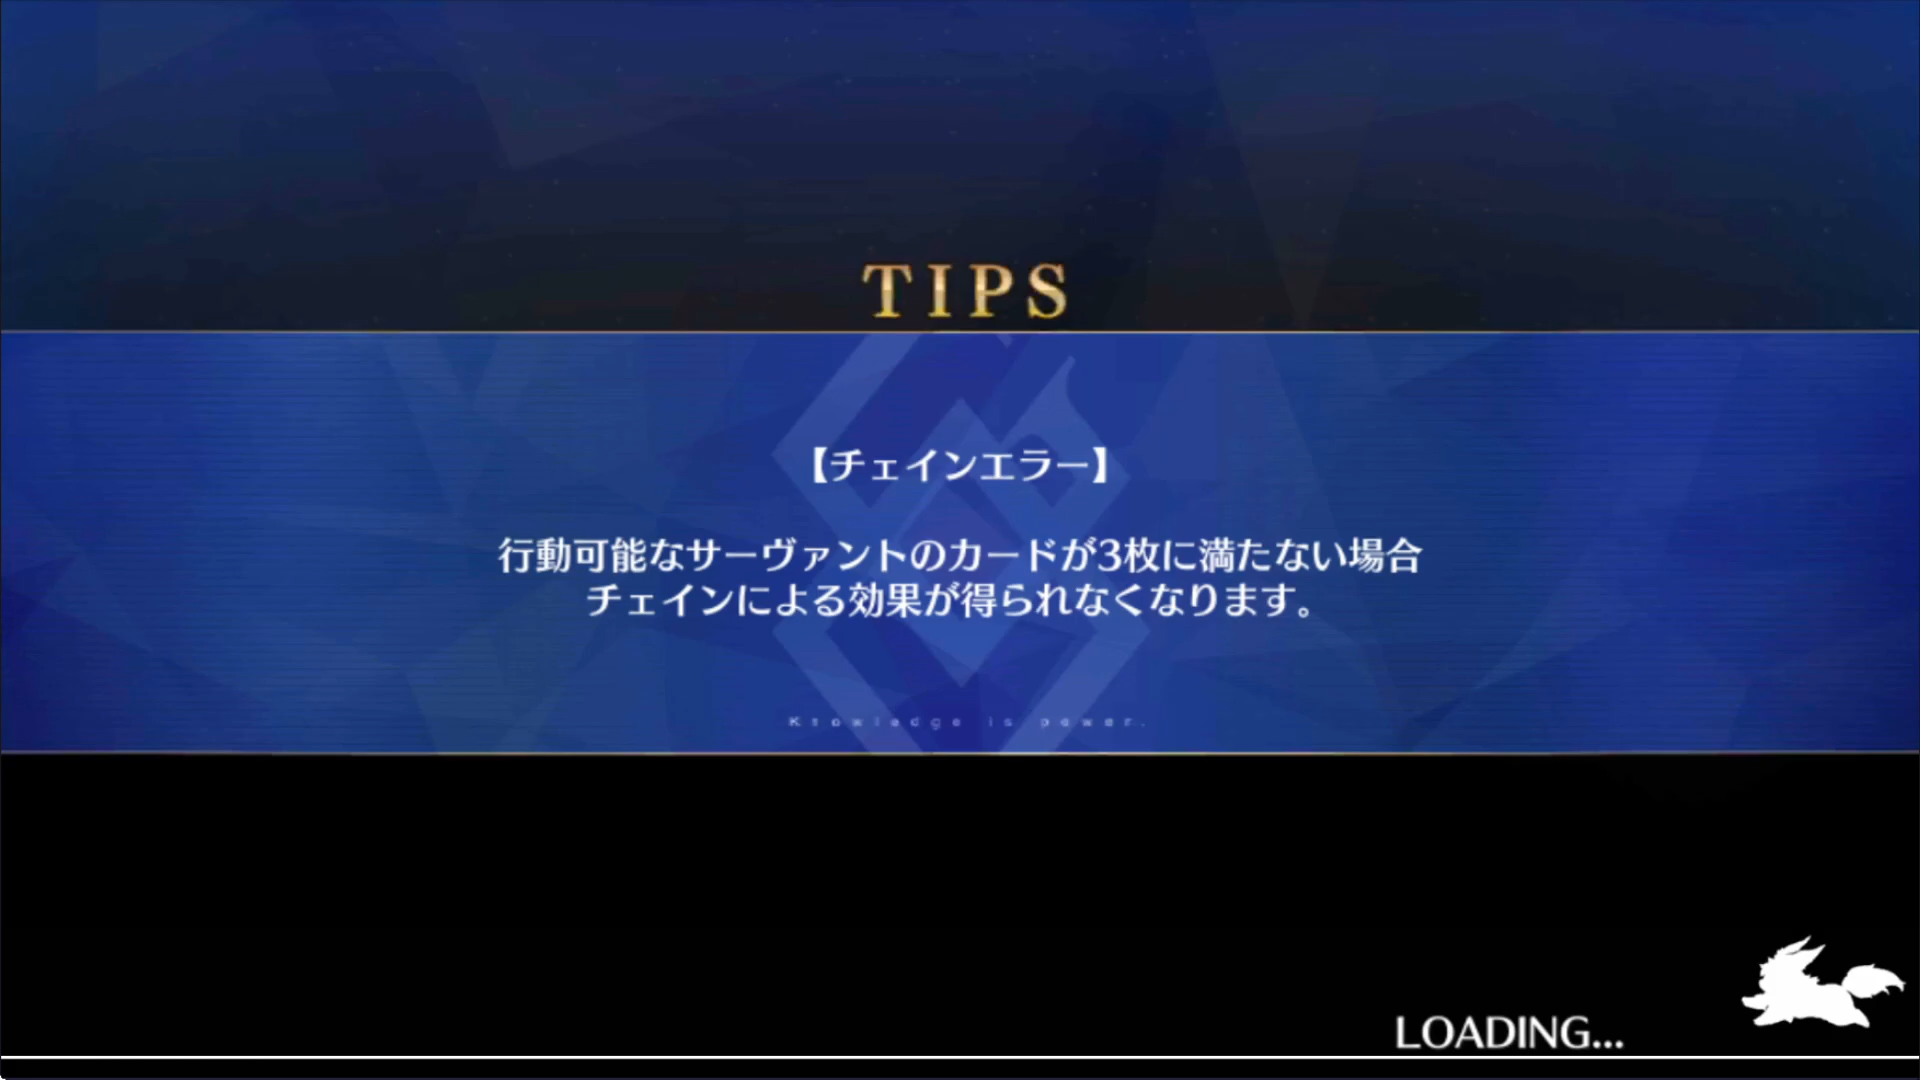 TIPS
【チェインエラー】
行動可能なサーヴァントのカードが3枚に満たない場合
チェインによる効果が得られなくなります。
Knowledge is power.
LOADING...